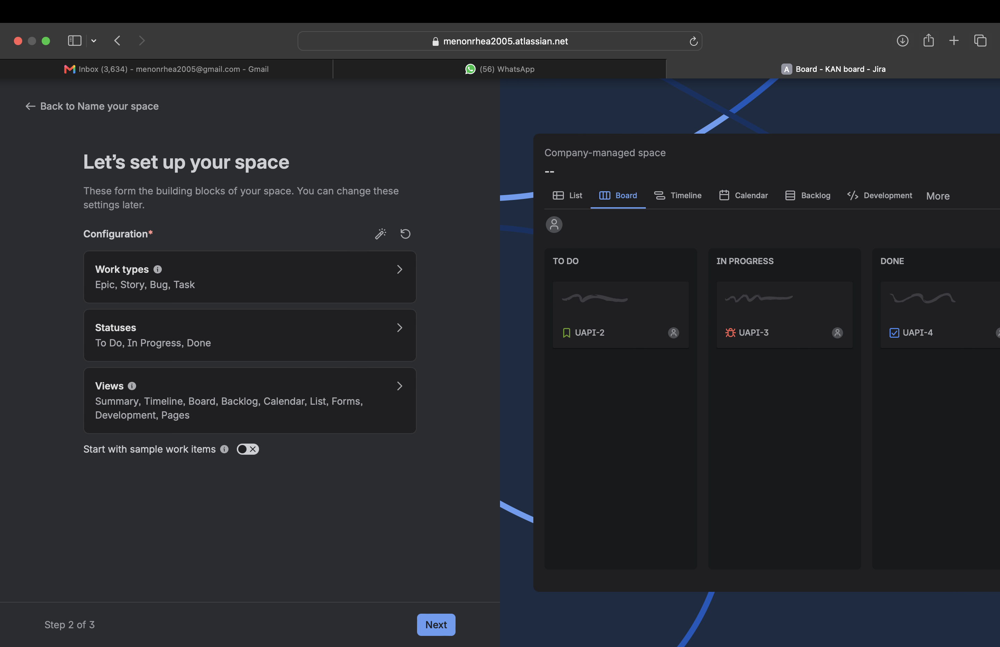 menonrhea2005.atlassian.net
Inbox (3,634) - menonrhea2005@gmail.com - Gmail
(56) WhatsApp
A Board - KAN board - Jira
← Back to Name your space
Let's set up your space
These form the building blocks of your space. You can change these
settings later.
Configuration*
Work types
Epic, Story, Bug, Task
Statuses
To Do, In Progress, Done
Views
Summary, Timeline, Board, Backlog, Calendar, List, Forms,
Development, Pages
Start with sample work items
Step 2 of 3
Next
Company-managed space
--
List Board Timeline Calendar Backlog Development More
TO DO
UAPI-2
IN PROGRESS
UAPI-3
DONE
UAPI-4